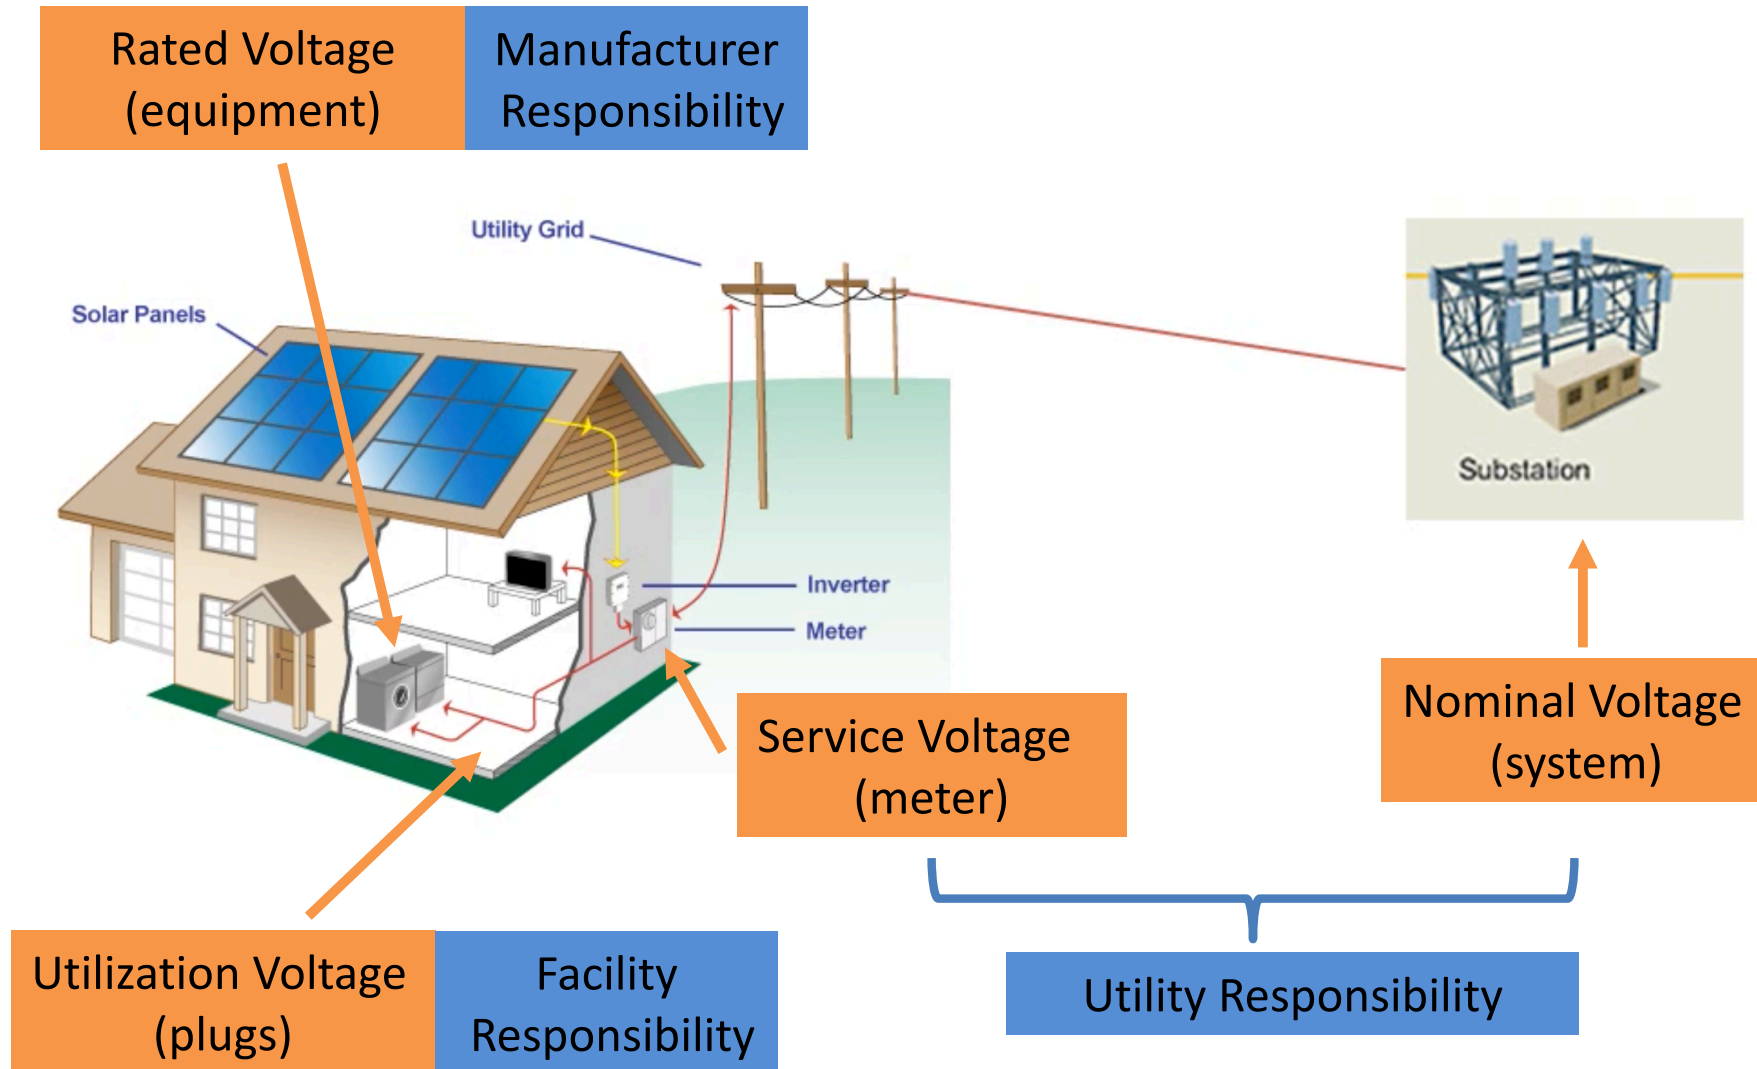 Rated Voltage
(equipment)
Manufacturer
Responsibility
Utility Grid
Solar Panels
Substation
Inverter
Meter
Service Voltage
(meter)
Nominal Voltage
(system)
Utilization Voltage
(plugs)
Facility
Responsibility
Utility Responsibility